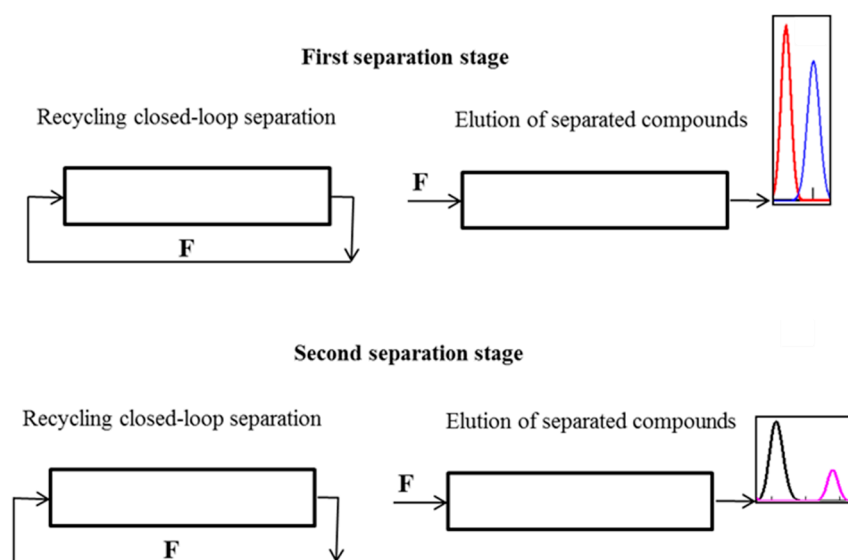 First separation stage
Recycling closed-loop separation
Elution of separated compounds
F
F
Second separation stage
Recycling closed-loop separation
Elution of separated compounds
F
F